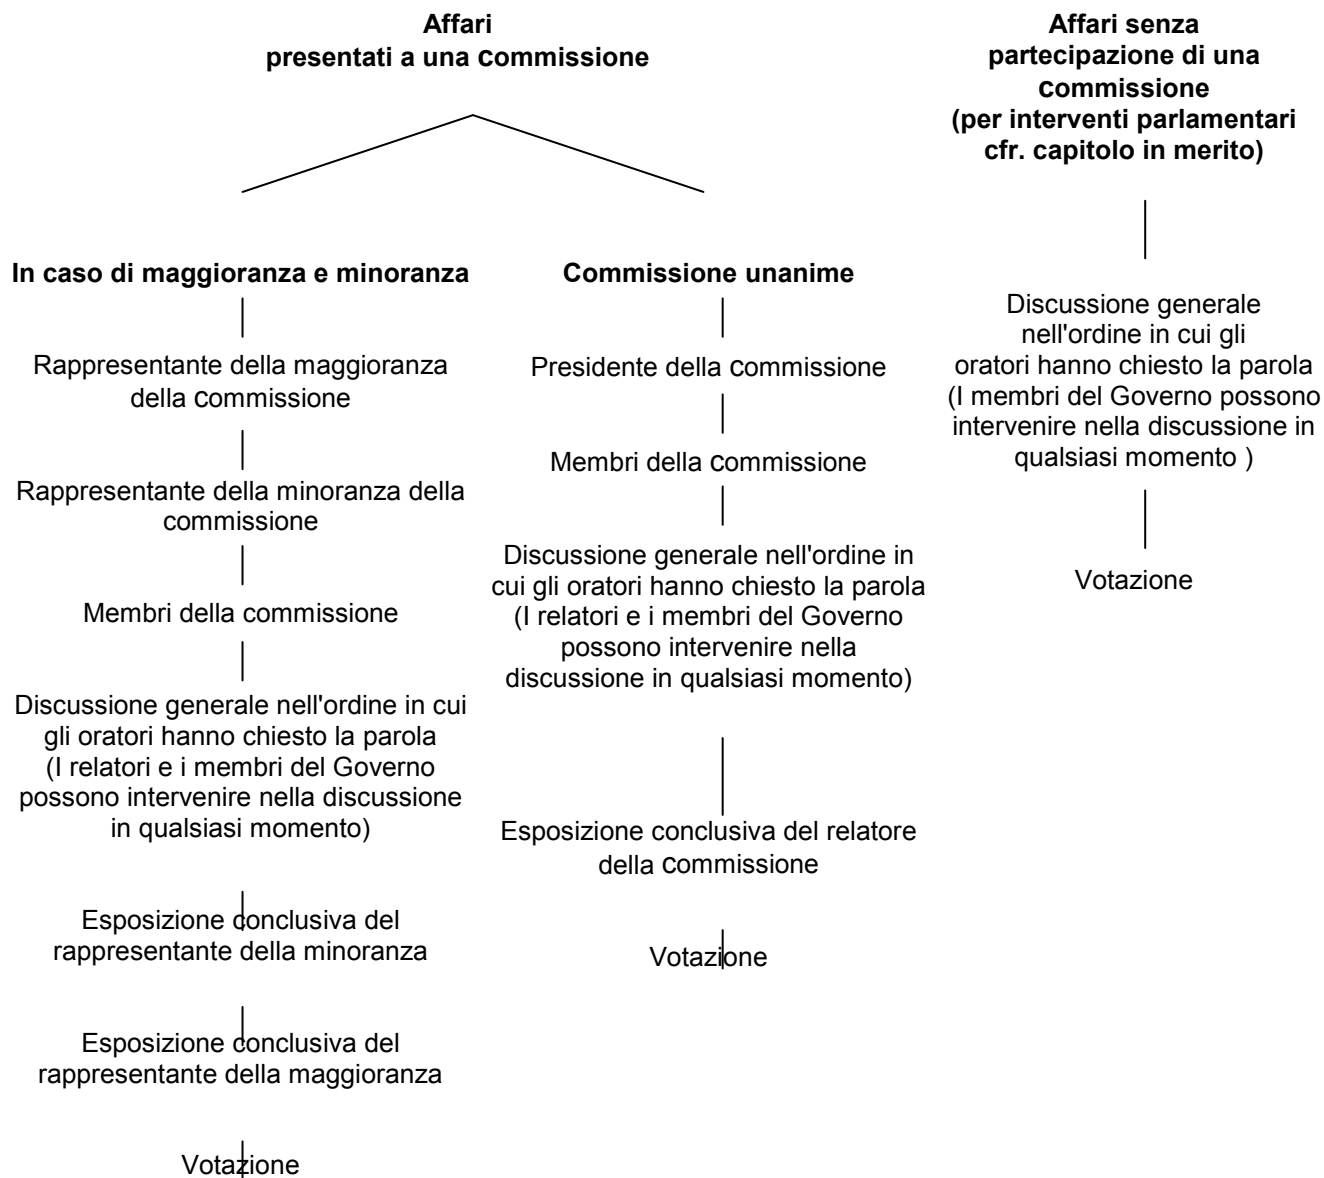 Affari
presentati a una commissione
In caso di maggioranza e minoranza
Rappresentante della maggioranza
della commissione
Rappresentante della minoranza della
commissione
Membri della commissione
Discussione generale nell'ordine in cui
gli oratori hanno chiesto la parola
(I relatori e i membri del Governo
possono intervenire nella discussione
in qualsiasi momento)
Esposizione conclusiva del
rappresentante della minoranza
Esposizione conclusiva del
rappresentante della maggioranza
Votazione
Commissione unanime
Presidente della commissione
Membri della commissione
Discussione generale nell'ordine in
cui gli oratori hanno chiesto la parola
(I relatori e i membri del Governo
possono intervenire nella
discussione in qualsiasi momento)
Esposizione conclusiva del relatore
della commissione
Votazione
Affari senza
partecipazione di una
commissione
(per interventi parlamentari
cfr. capitolo in merito)
Discussione generale
nell'ordine in cui gli
oratori hanno chiesto la parola
(I membri del Governo possono
intervenire nella discussione in
qualsiasi momento )
Votazione